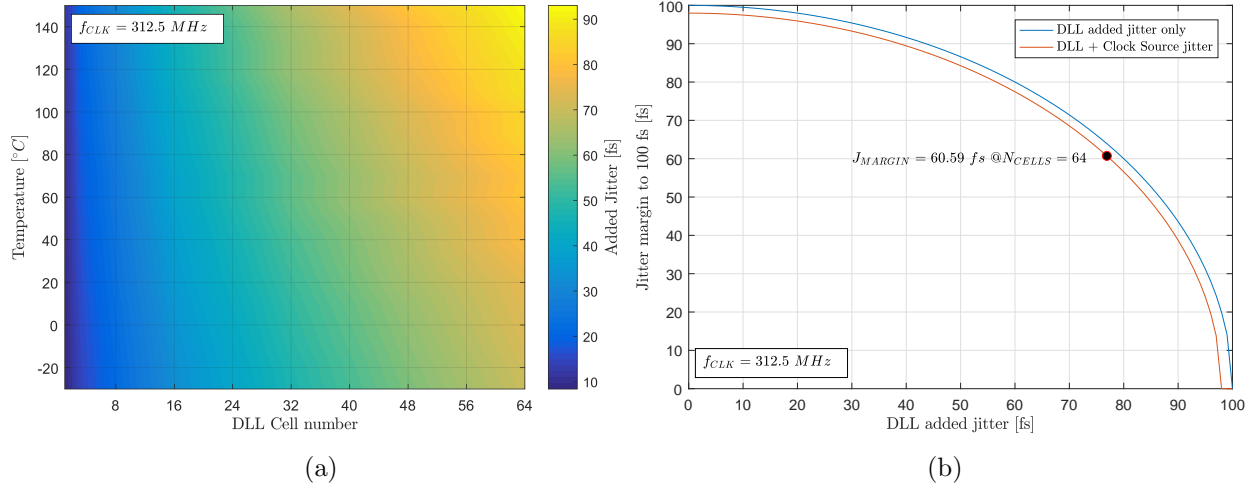 f_CLK = 312.5 MHz
150
140
120
100
80
60
40
20
0
-20
Temperature [°C]
8 16 24 32 40 48 56 64
DLL Cell number
90
80
70
60
50
40
30
20
10
Added Jitter [fs]
(a)
100
90
80
70
60
50
40
30
20
10
0
Jitter margin to 100 fs [fs]
DLL added jitter only
DLL + Clock Source jitter
J_MARGIN = 60.59 fs @N_CELLS = 64
f_CLK = 312.5 MHz
0 10 20 30 40 50 60 70 80 90 100
DLL added jitter [fs]
(b)